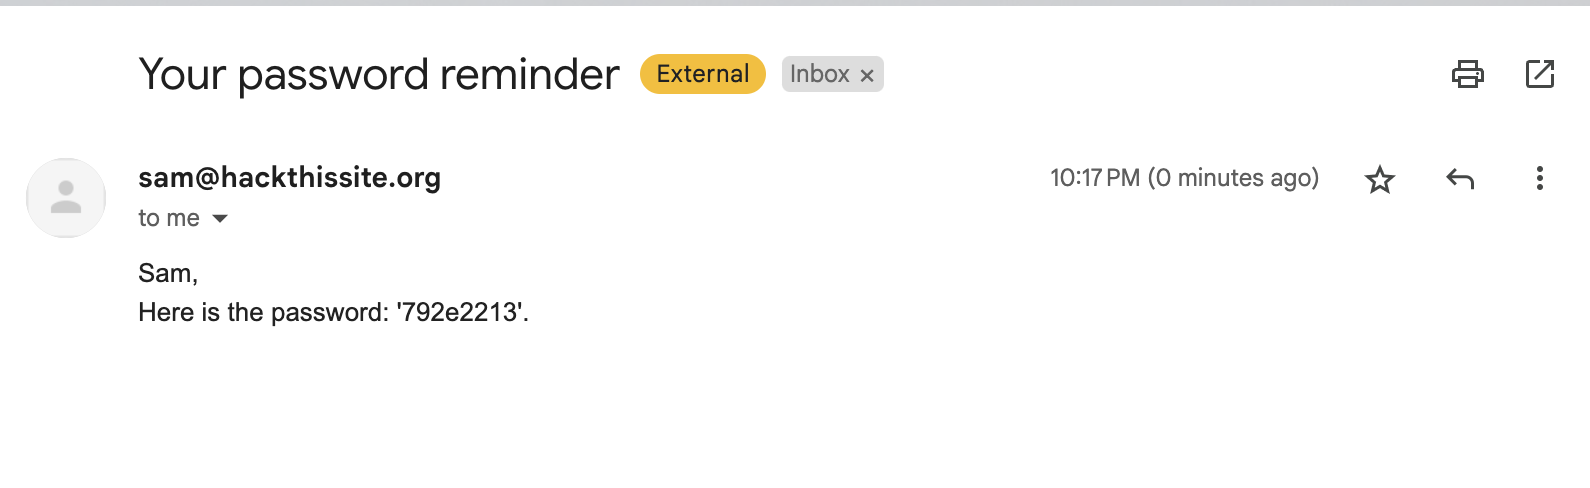 Your password reminder External Inbox ×
sam@hackthissite.org 10:17 PM (0 minutes ago)
to me
Sam,
Here is the password: '792e2213'.